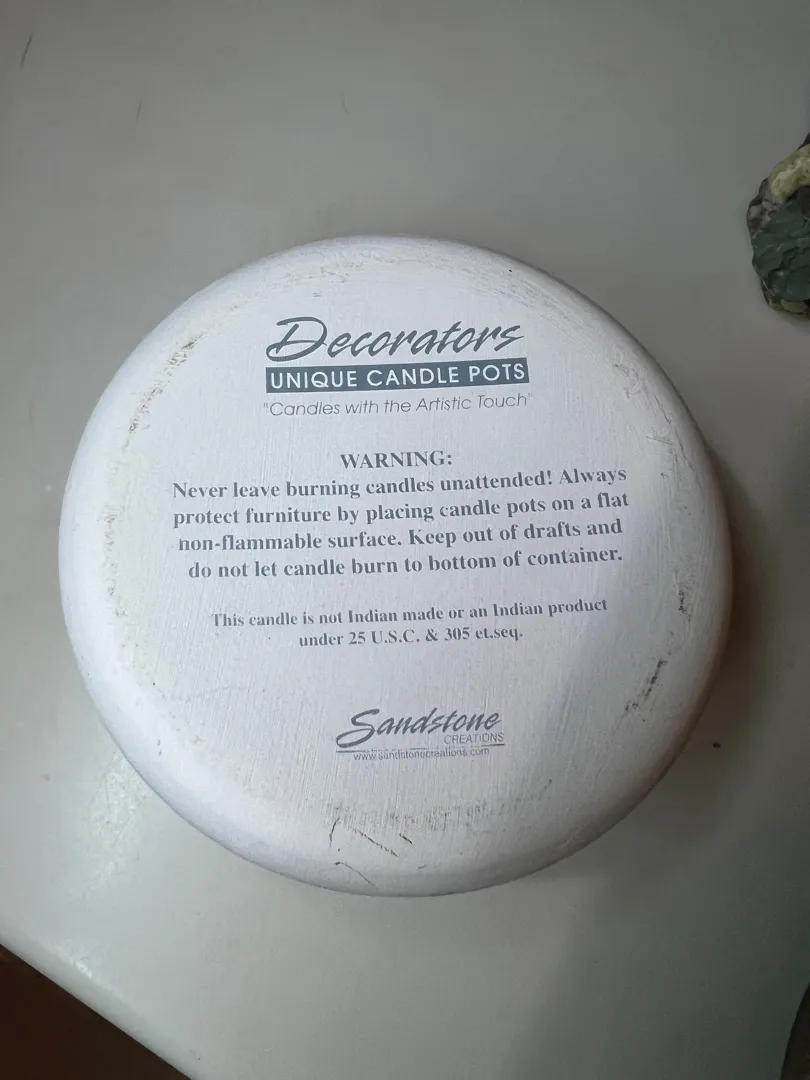 Decorators
UNIQUE CANDLE POTS
"Candles with the Artistic Touch"
WARNING:
Never leave burning candles unattended! Always
protect furniture by placing candle pots on a flat
non-flammable surface. Keep out of drafts and
do not let candle burn to bottom of container.
This candle is not Indian made or an Indian product
under 25 U.S.C. & 305 et.seq.
Sandstone
CREATIONS
www.sandstonecreations.com